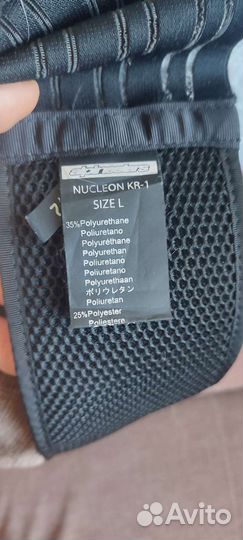 NUCLEON KR-1
SIZE L
35%Polyurethane
Poliuretano
Polyuréthane
Polyurethan
Poliuretano
Poliuretano
Polyurethaan
ポリウレタン
Poliuretan
25%Polyester
Poliestere
Avito